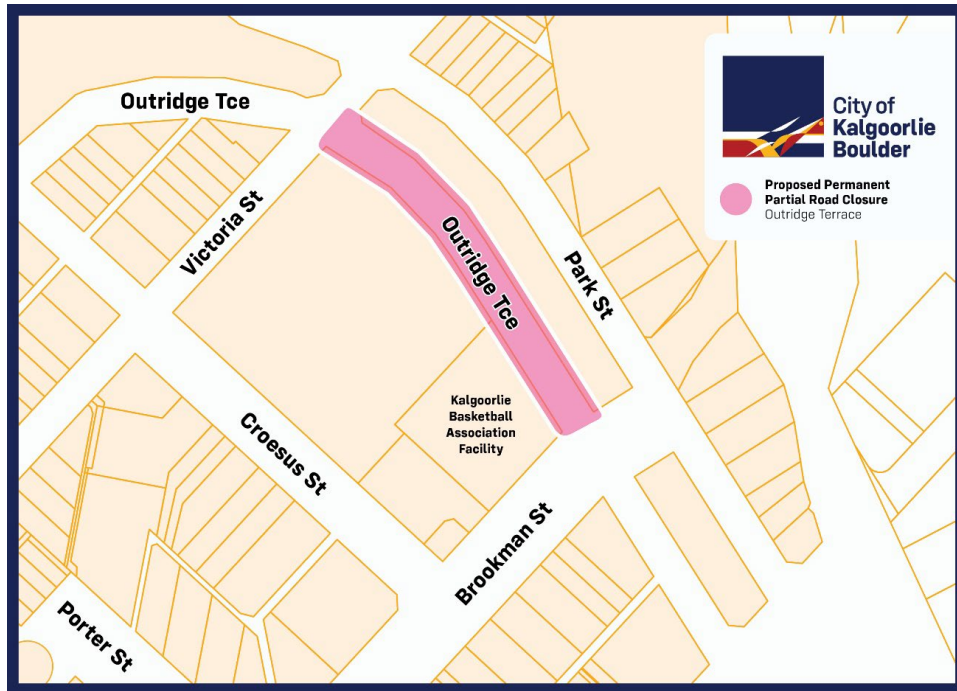 Outridge Tce
City of
Kalgoorlie
Boulder
Proposed Permanent
Partial Road Closure
Outridge Terrace
Victoria St
Outridge Tce
Park St
Kalgoorlie
Basketball
Association
Facility
Croesus St
Brookman St
Porter St